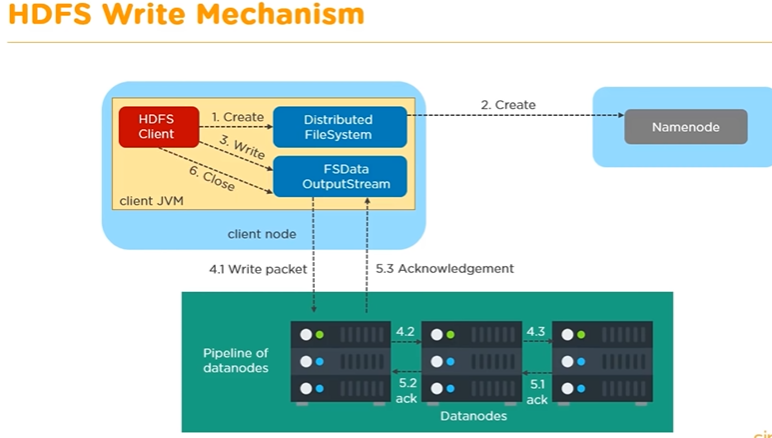 HDFS Write Mechanism
HDFS
Client
1. Create
Distributed
FileSystem
2. Create
Namenode
3. Write
6. Close
FSData
OutputStream
client JVM
client node
4.1 Write packet
5.3 Acknowledgement
Pipeline of
datanodes
4.2
4.3
5.2
ack
5.1
ack
Datanodes